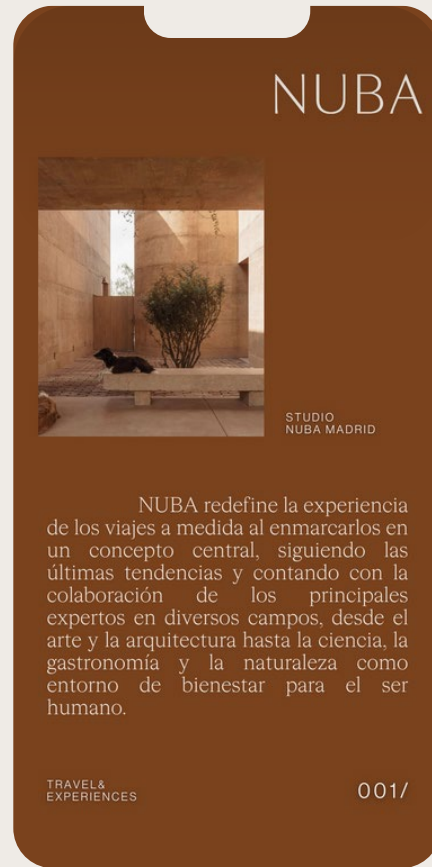 NUBA
STUDIO
NUBA MADRID
NUBA redefine la experiencia
de los viajes a medida al enmarcarlos en
un concepto central, siguiendo las
últimas tendencias y contando con la
colaboración de los principales
expertos en diversos campos, desde el
arte y la arquitectura hasta la ciencia, la
gastronomía y la naturaleza como
entorno de bienestar para el ser
humano.
TRAVEL&
EXPERIENCES
001/